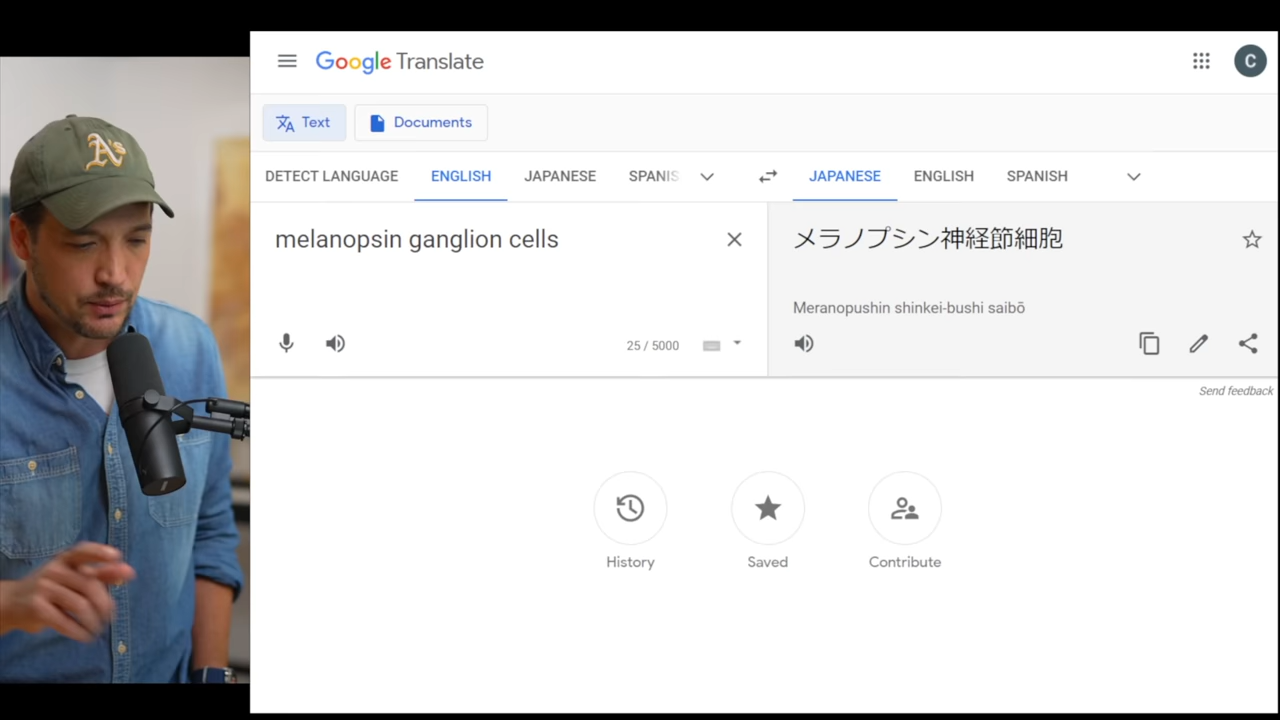 A's
Google Translate
C
Text
Documents
DETECT LANGUAGE ENGLISH JAPANESE SPANIS
JAPANESE ENGLISH SPANISH
melanopsin ganglion cells
メラノプシン神経節細胞
Meranopushin shinkei-bushi saibō
25 / 5000
Send feedback
History
Saved
Contribute